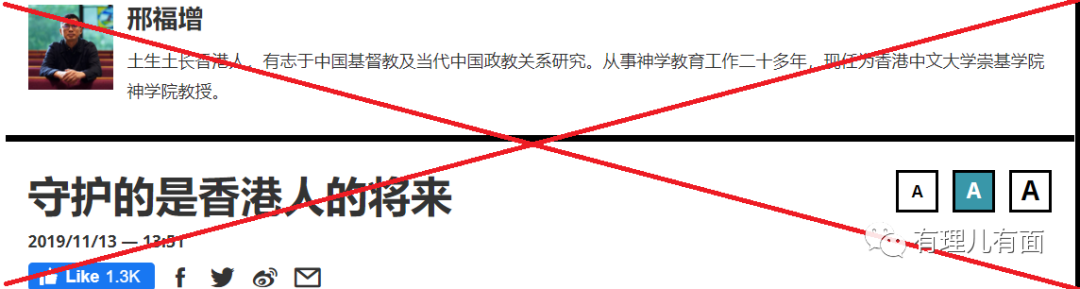 邢福增
土生土长香港人。有志于中国基督教及当代中国政教关系研究。从事神学教育工作二十多年，现任为香港中文大学崇基学院
神学院教授。
守护的是香港人的将来
A A A
2019/11/13 — 13:51
有理儿有面
Like 1.3K